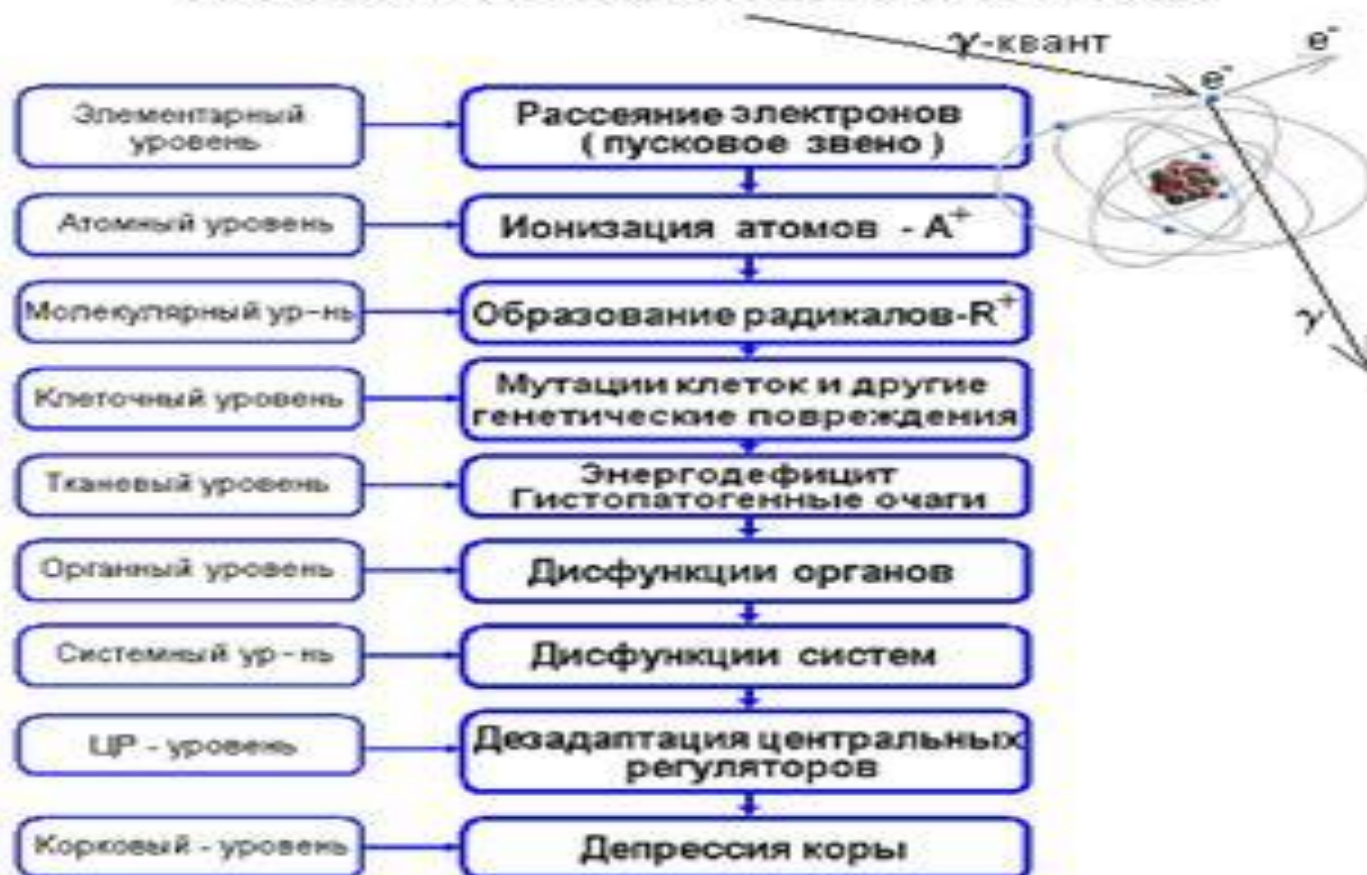 γ-квант
e⁻
e⁻
γ
Элементарный
уровень
Рассеяние электронов
( пусковое звено )
Атомный уровень
Ионизация атомов - А⁺
Молекулярный ур-нь
Образование радикалов-R⁺
Клеточный уровень
Мутации клеток и другие
генетические повреждения
Тканевый уровень
Энергодефицит
Гистопатогенные очаги
Органный уровень
Дисфункции органов
Системный ур - нь
Дисфункции систем
ЦР - уровень
Дезадаптация центральных
регуляторов
Корковый - уровень
Депрессия коры